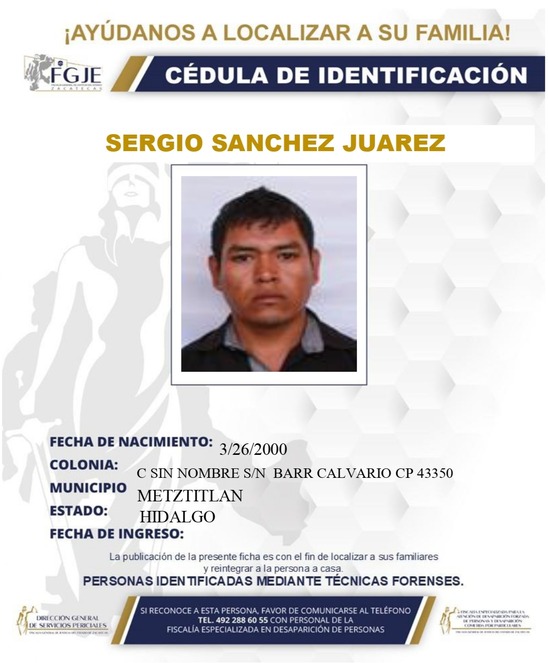 ¡AYÚDANOS A LOCALIZAR A SU FAMILIA!
FGJE
ZACATECAS
CÉDULA DE IDENTIFICACIÓN
SERGIO SANCHEZ JUAREZ
FECHA DE NACIMIENTO: 3/26/2000
COLONIA: C SIN NOMBRE S/N BARR CALVARIO CP 43350
MUNICIPIO METZTITLAN
ESTADO: HIDALGO
FECHA DE INGRESO:
La publicación de la presente ficha es con el fin de localizar a sus familiares
y reintegrar a la persona a casa.
PERSONAS IDENTIFICADAS MEDIANTE TÉCNICAS FORENSES.
DIRECCIÓN GENERAL
DE SERVICIOS PERICIALES
SI RECONOCE A ESTA PERSONA, FAVOR DE COMUNICARSE AL TELÉFONO
TEL. 492 288 60 55 CON PERSONAL DE LA
FISCALÍA ESPECIALIZADA EN DESAPARICIÓN DE PERSONAS